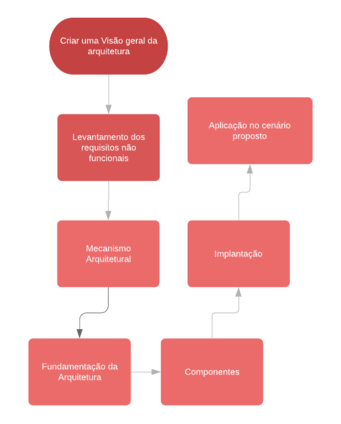 Criar uma Visão geral da
arquitetura
Levantamento dos
requisitos não
funcionais
Mecanismo
Arquitetural
Fundamentação da
Arquitetura
Componentes
Implantação
Aplicação no cenário
proposto